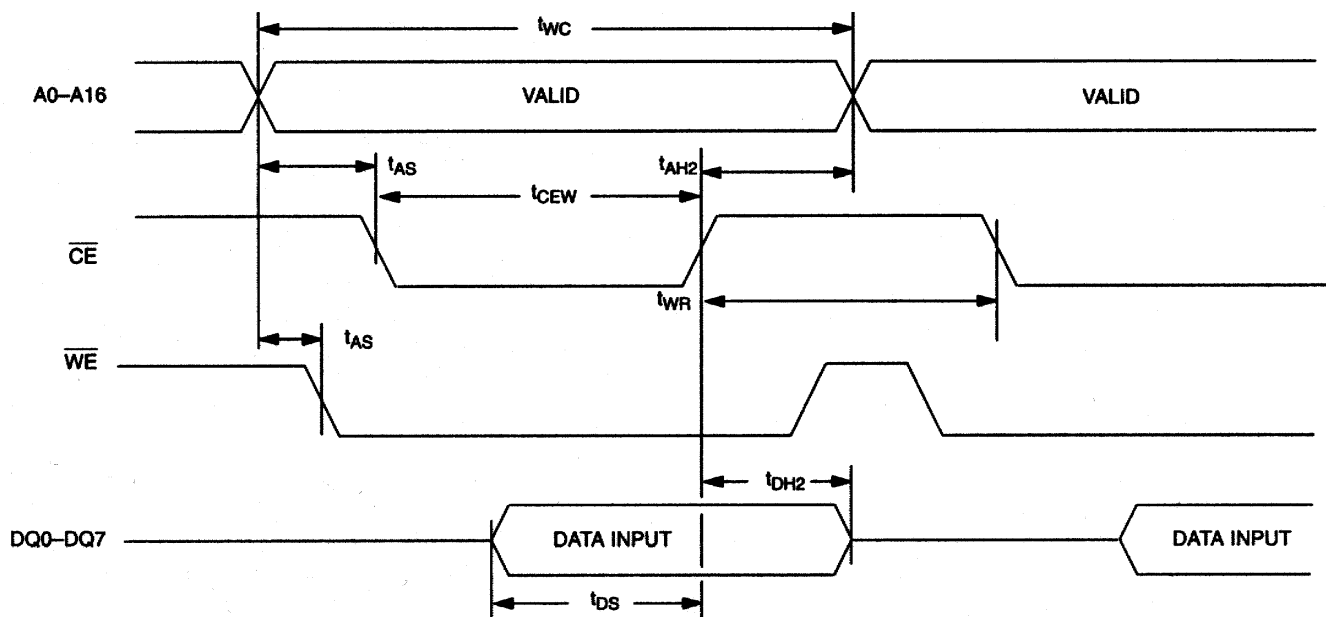 tWC
A0–A16
VALID
VALID
tAS
tAH2
tCEW
CE
tWR
tAS
WE
tDH2
DQ0–DQ7
DATA INPUT
DATA INPUT
tDS